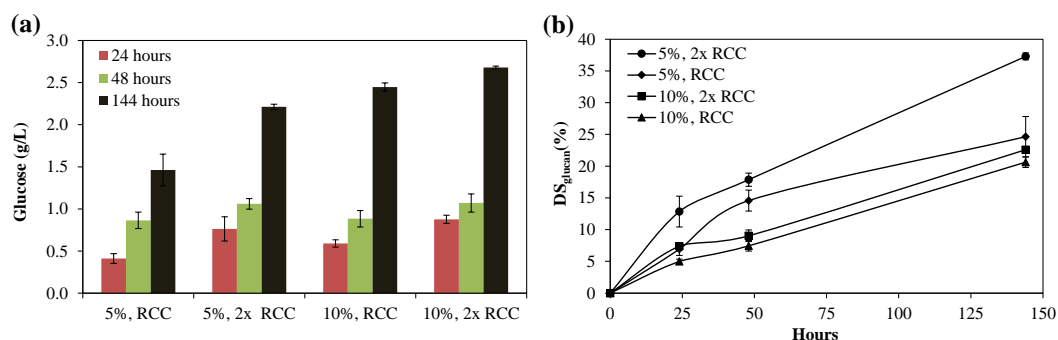 (a)
3.0
2.5
2.0
1.5
1.0
0.5
0.0
Glucose (g/L)
24 hours
48 hours
144 hours
5%, RCC
5%, 2x RCC
10%, RCC
10%, 2x RCC
(b)
40
35
30
25
20
15
10
5
0
DSglucan(%)
5%, 2x RCC
5%, RCC
10%, 2x RCC
10%, RCC
0
25
50
75
100
125
150
Hours